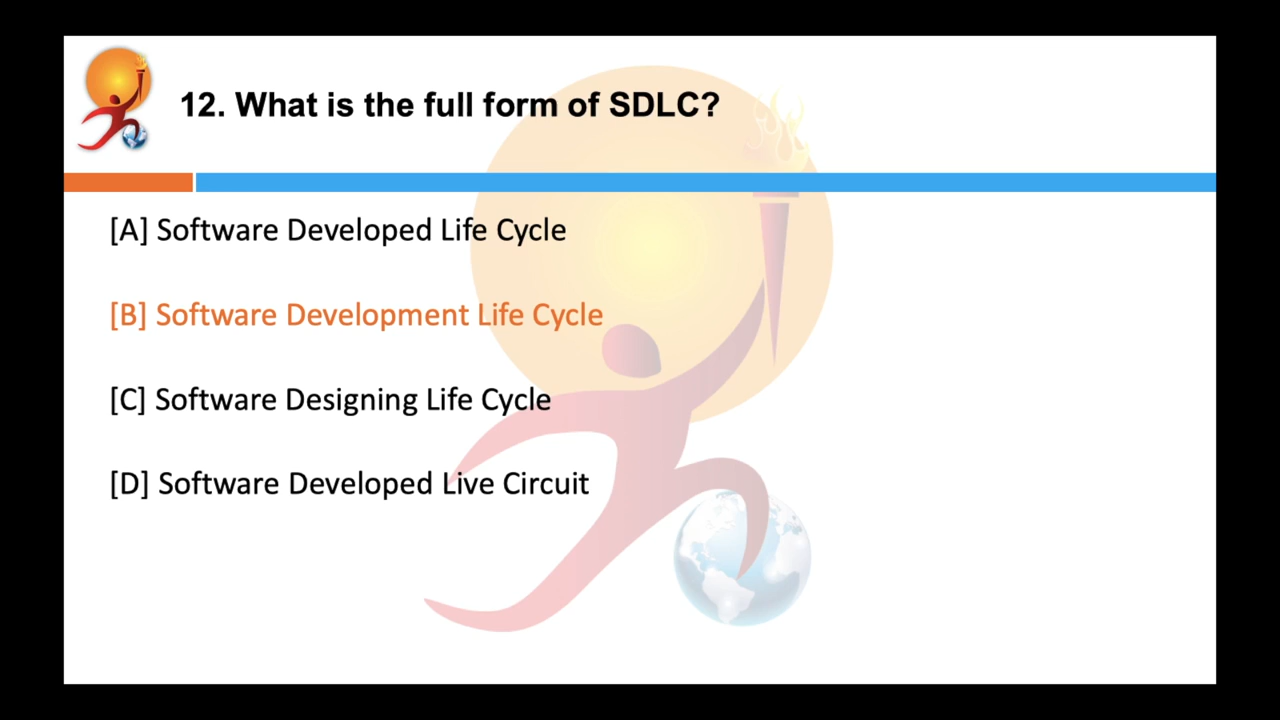 12. What is the full form of SDLC?
[A] Software Developed Life Cycle
[B] Software Development Life Cycle
[C] Software Designing Life Cycle
[D] Software Developed Live Circuit